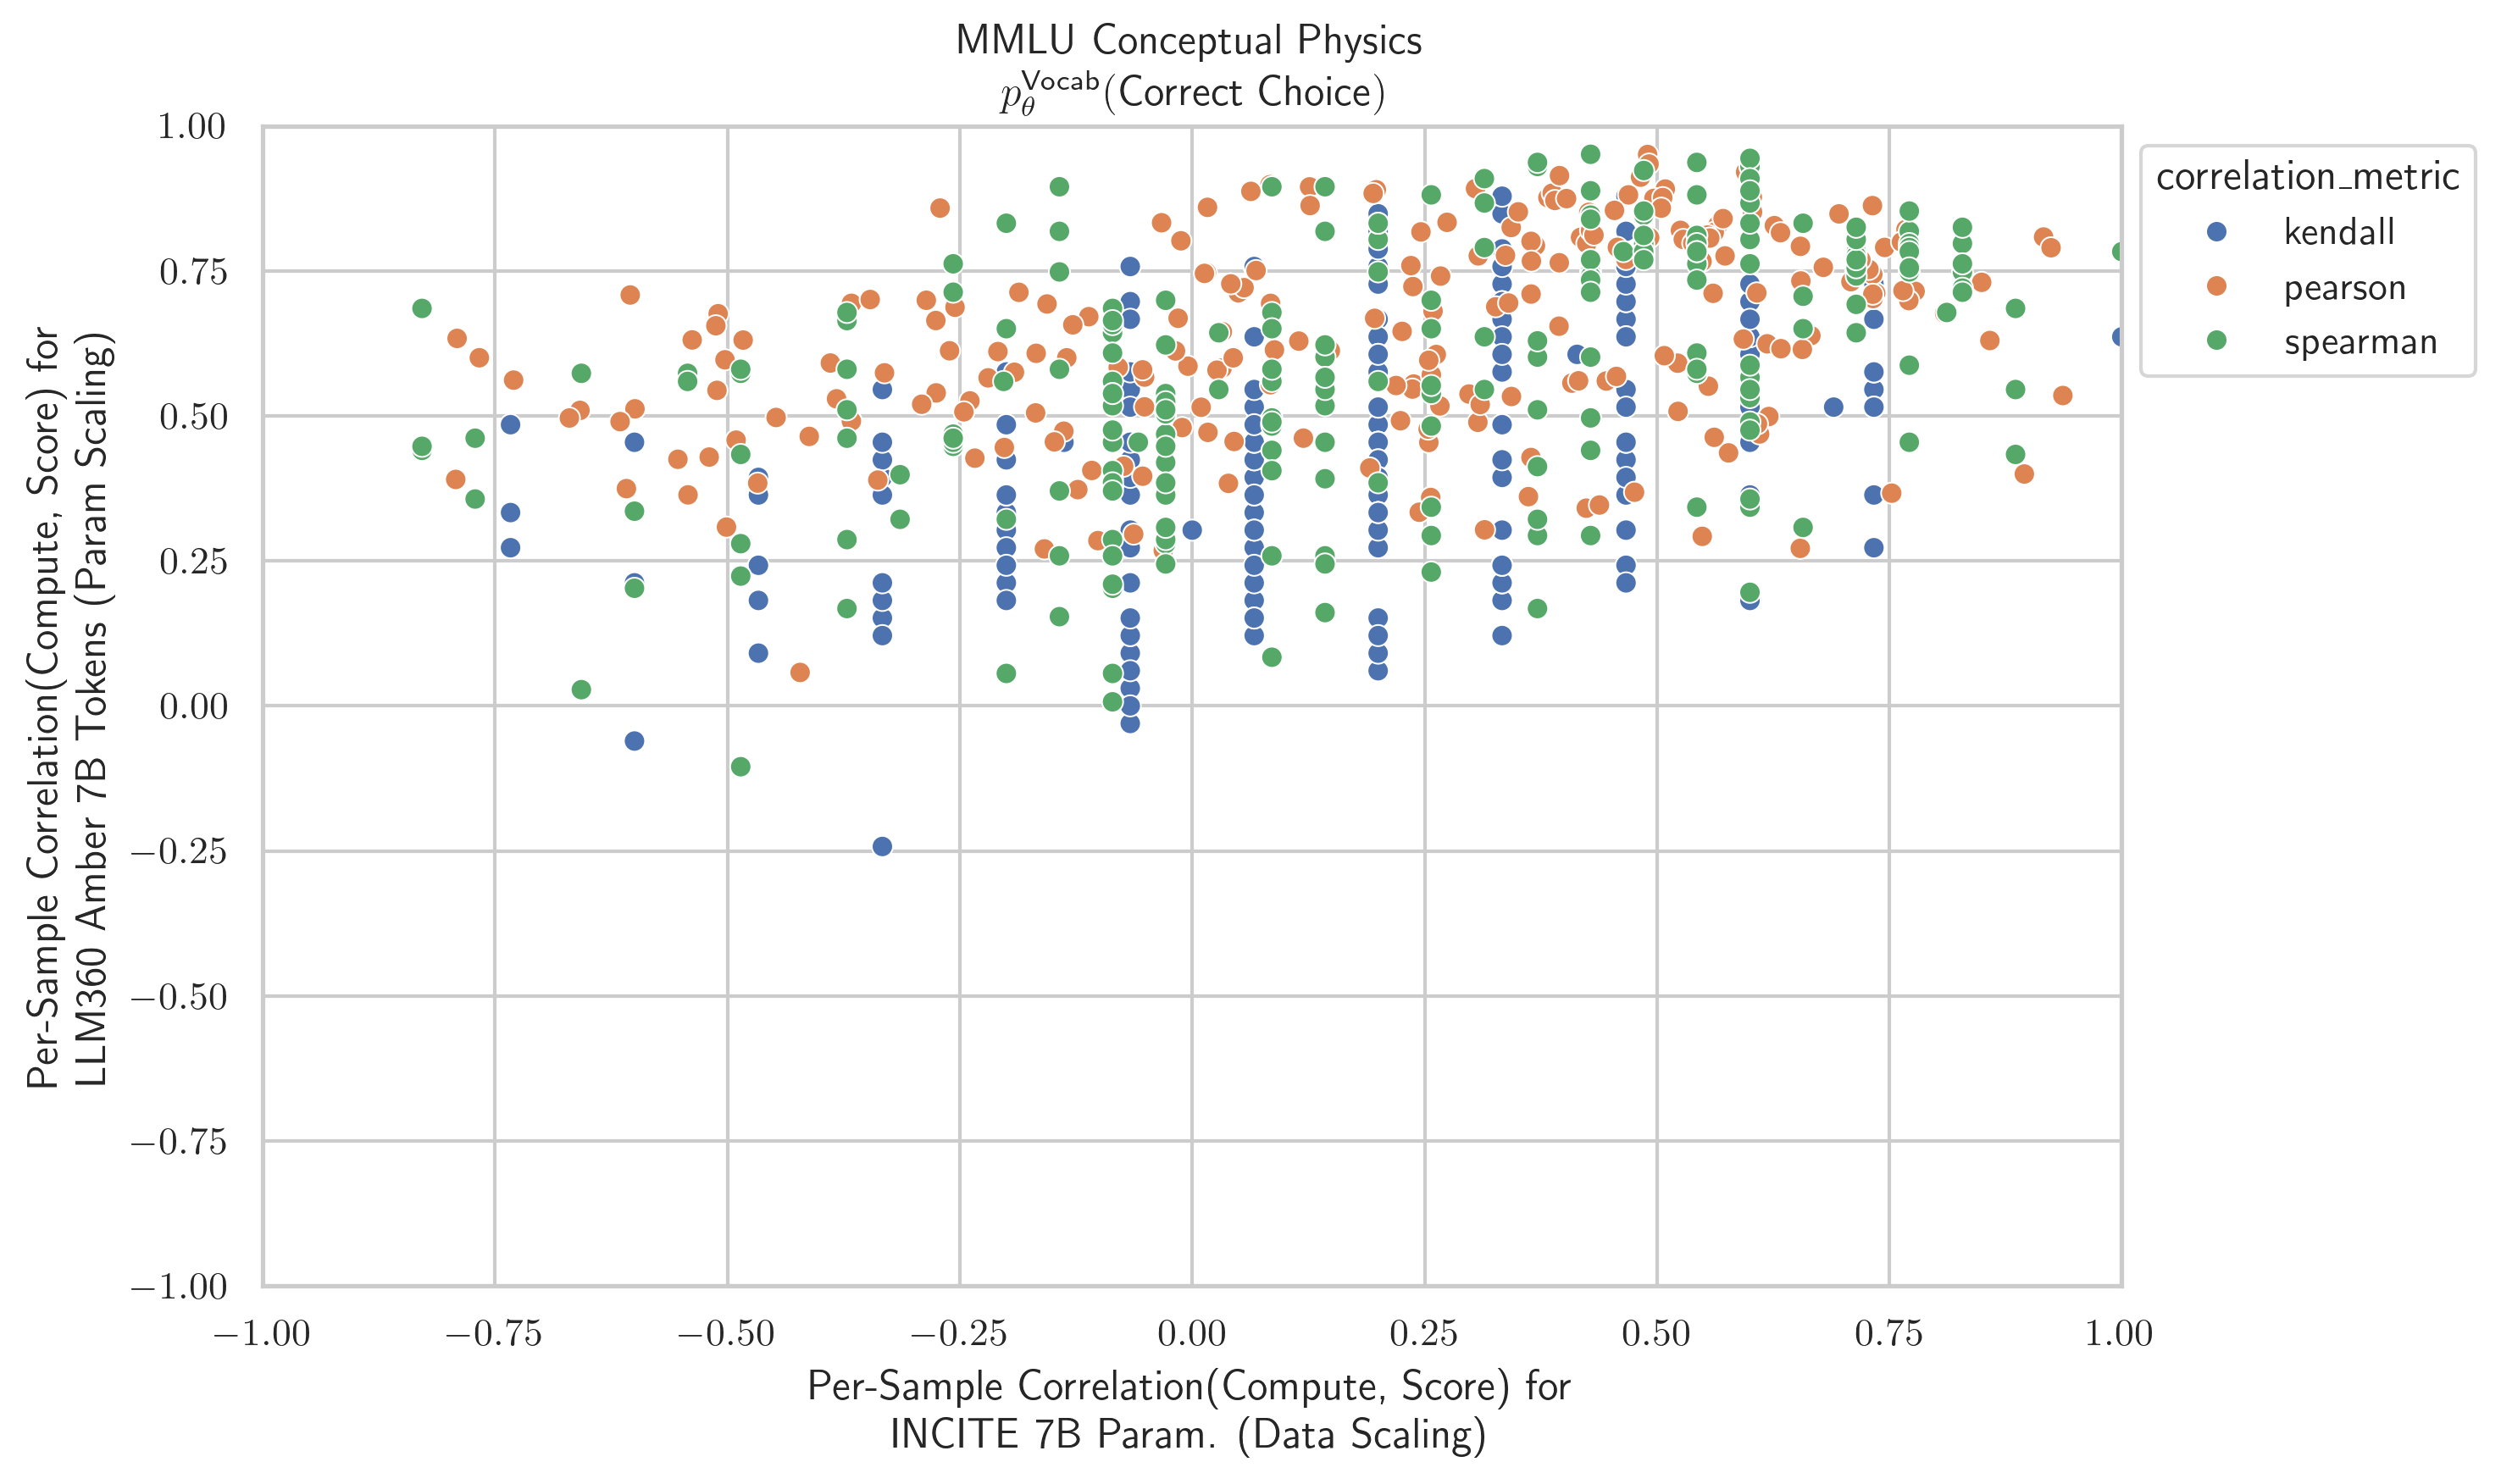 MMLU Conceptual Physics
p_θ^Vocab(Correct Choice)
1.00
0.75
0.50
0.25
0.00
−0.25
−0.50
−0.75
−1.00
Per-Sample Correlation(Compute, Score) for
LLM360 Amber 7B Tokens (Param Scaling)
−1.00 −0.75 −0.50 −0.25 0.00 0.25 0.50 0.75 1.00
Per-Sample Correlation(Compute, Score) for
INCITE 7B Param. (Data Scaling)
correlation_metric
kendall
pearson
spearman